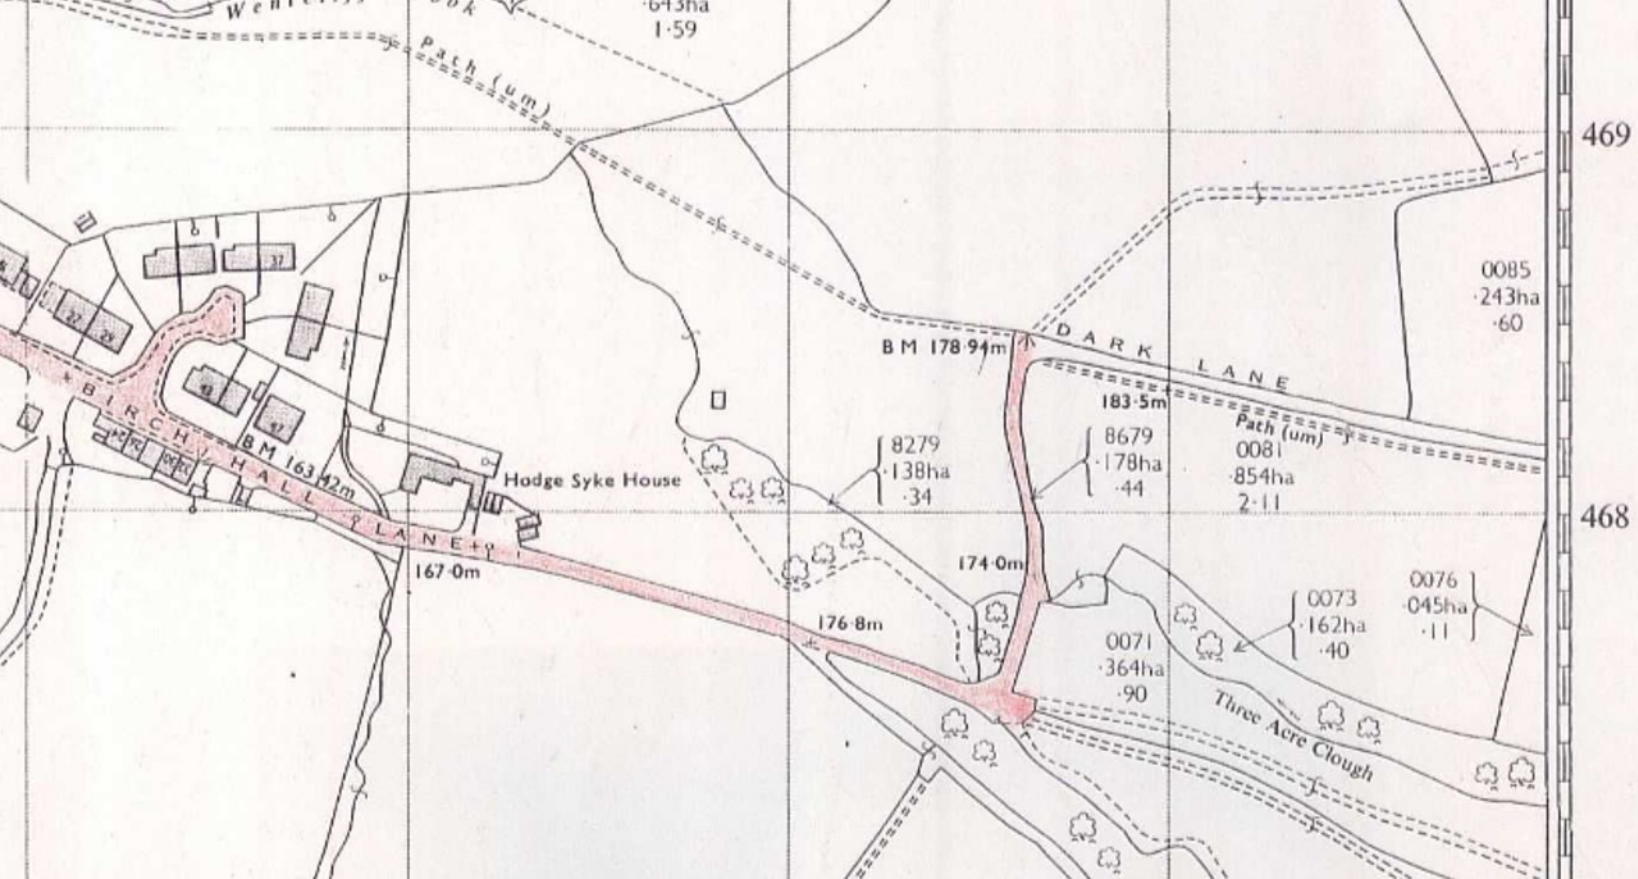 ·643ha
1·59
Path (um)
469
0085
·243ha
·60
37
27
29
B M 178·94m
DARK LANE
183·5m
Path (um)
BIRCH HALL LANE
B M 163·42m
8279
·138ha
·34
8679
·178ha
·44
0081
·854ha
2·11
Hodge Syke House
468
167·0m
174·0m
176·8m
0071
·364ha
·90
0073
·162ha
·40
0076
·045ha
·11
Three Acre Clough